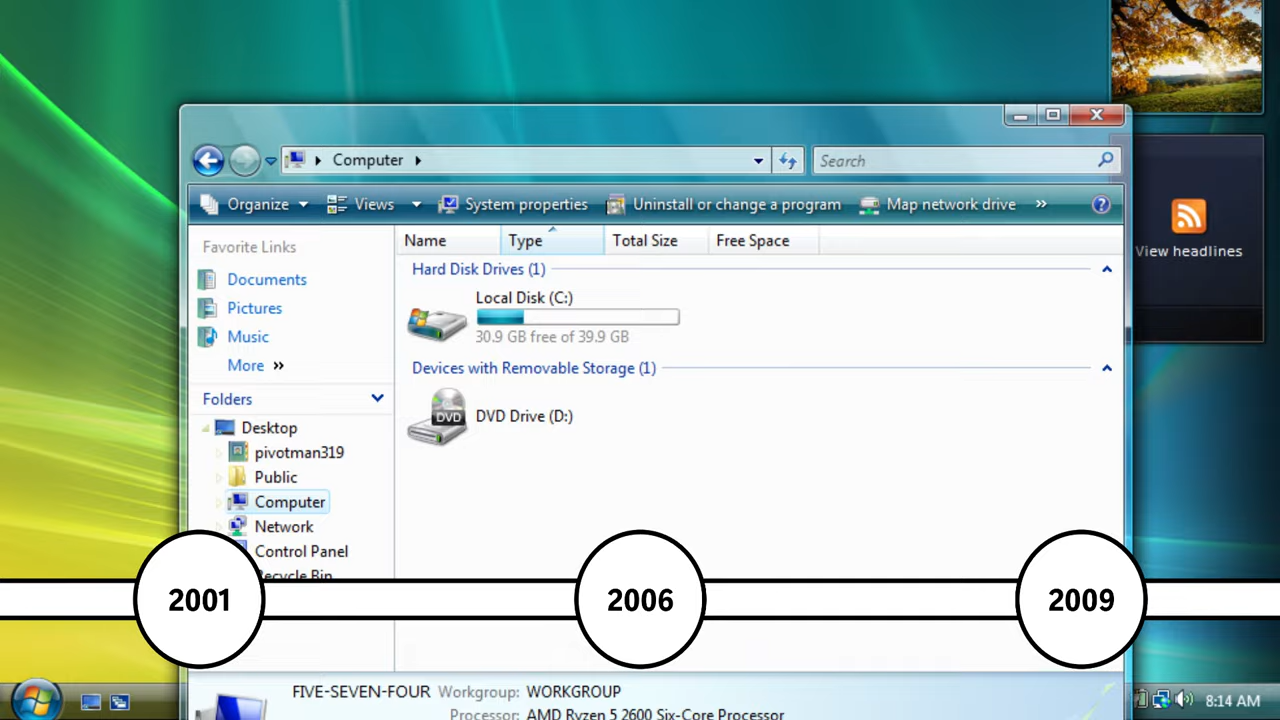 Computer
Search
Organize
Views
System properties
Uninstall or change a program
Map network drive
View headlines
Favorite Links
Name
Type
Total Size
Free Space
Hard Disk Drives (1)
Documents
Local Disk (C:)
Pictures
Music
30.9 GB free of 39.9 GB
More
Devices with Removable Storage (1)
Folders
DVD
DVD Drive (D:)
Desktop
pivotman319
Public
Computer
Network
Control Panel
Recycle Bin
2001
2006
2009
FIVE-SEVEN-FOUR Workgroup: WORKGROUP
Processor: AMD Ryzen 5 2600 Six-Core Processor
8:14 AM